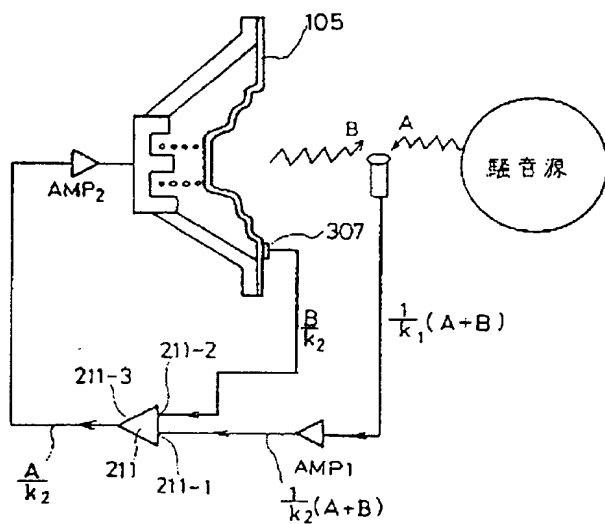 105
B
A
騒音源
AMP2
307
B/k2
1/k1 (A+B)
211-2
211-3
AMP1
A/k2
211
211-1
1/k2 (A+B)